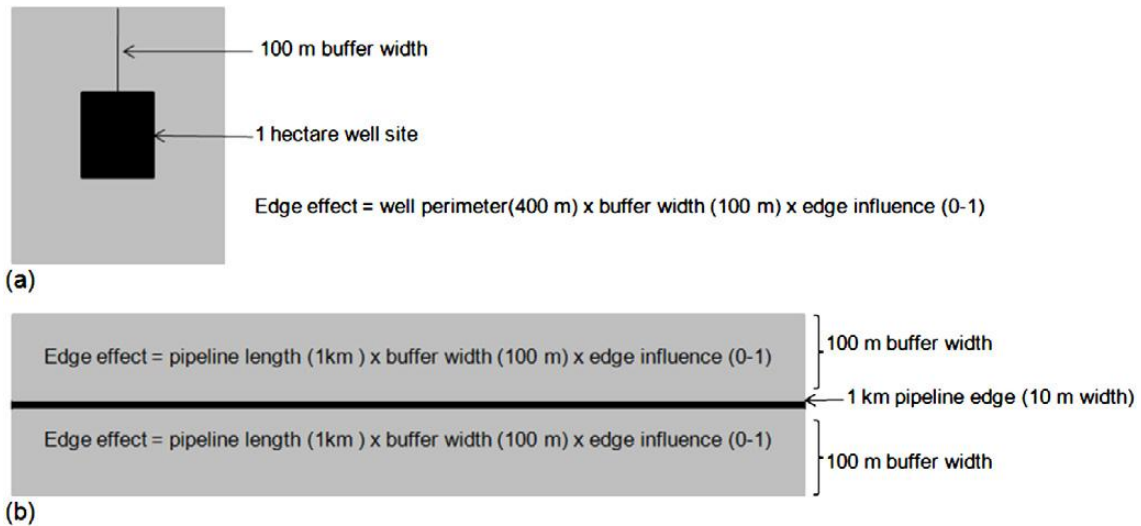 100 m buffer width
1 hectare well site
Edge effect = well perimeter(400 m) x buffer width (100 m) x edge influence (0-1)
(a)
Edge effect = pipeline length (1km ) x buffer width (100 m) x edge influence (0-1)
100 m buffer width
1 km pipeline edge (10 m width)
Edge effect = pipeline length (1km ) x buffer width (100 m) x edge influence (0-1)
100 m buffer width
(b)